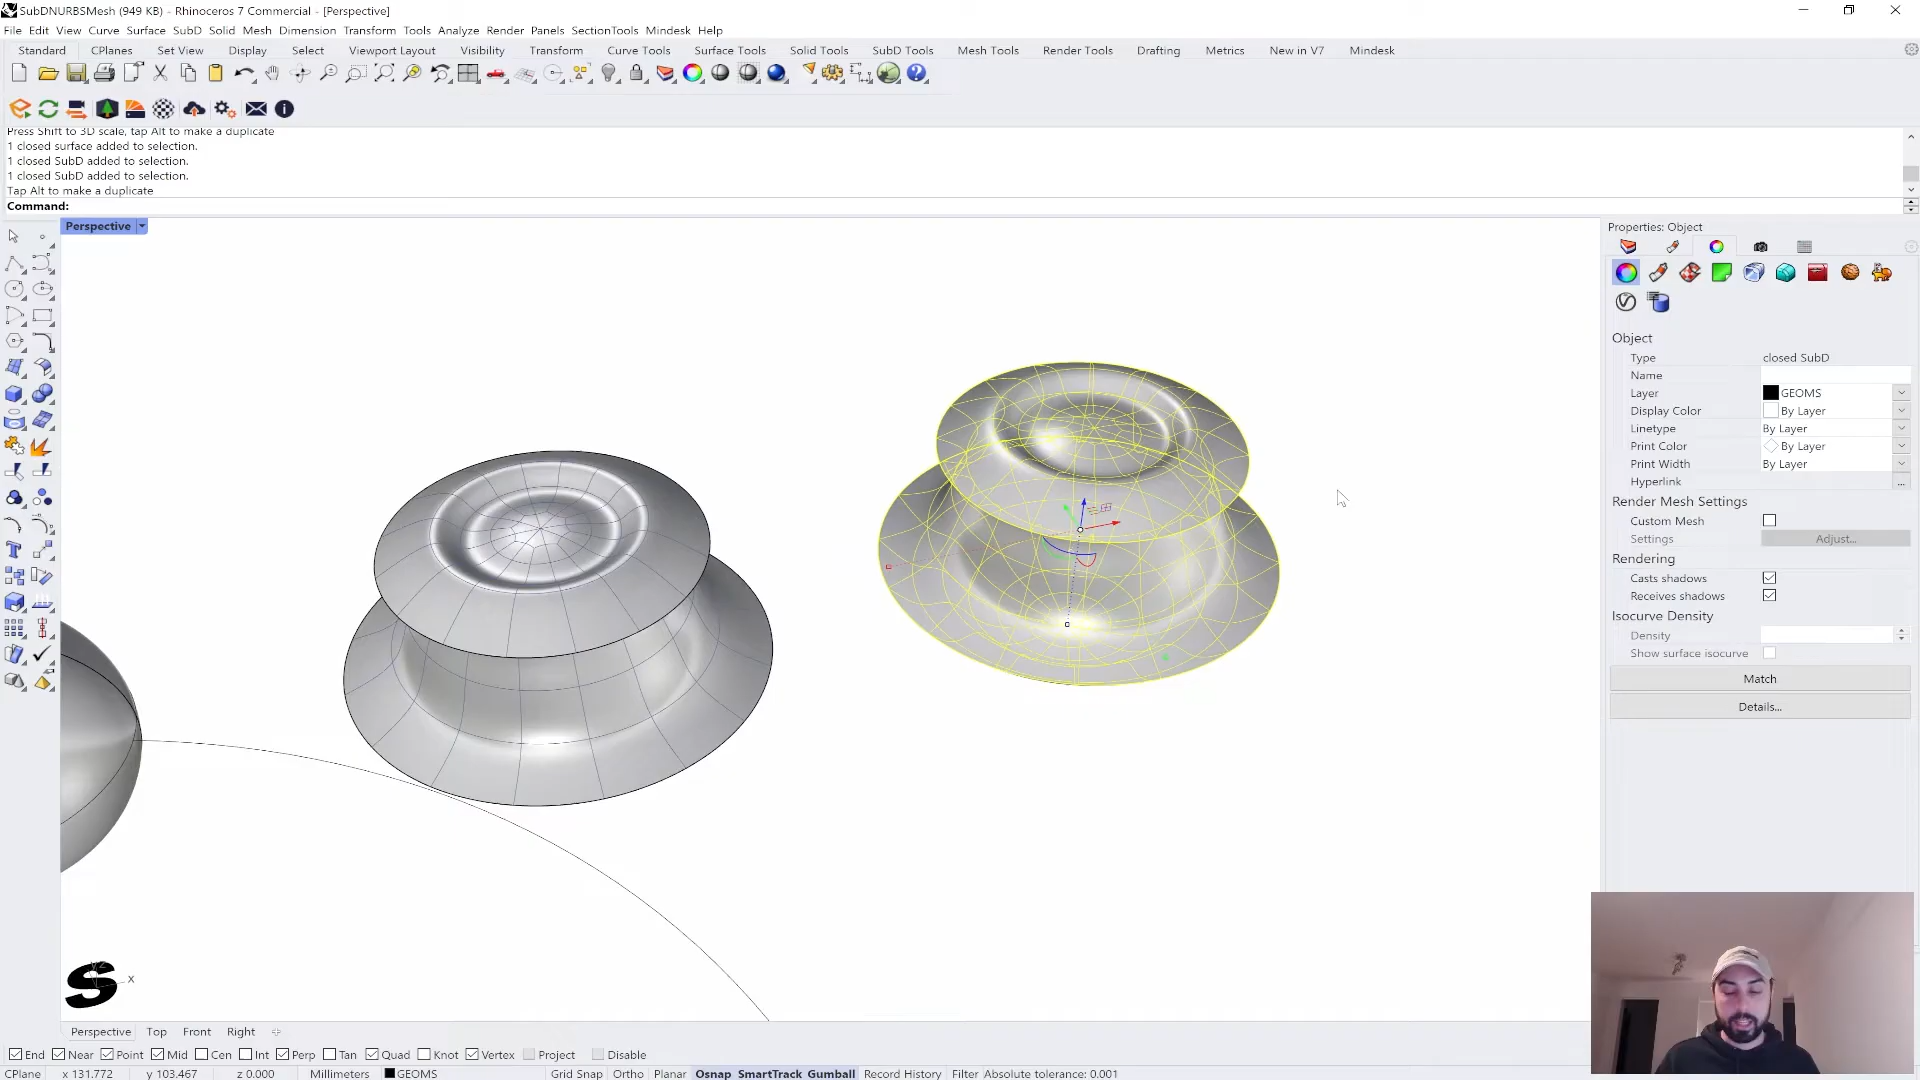 SubDNURBSMesh (949 KB) - Rhinoceros 7 Commercial - [Perspective]
File Edit View Curve Surface SubD Solid Mesh Dimension Transform Tools Analyze Render Panels SectionTools Mindesk Help
Standard CPlanes Set View Display Select Viewport Layout Visibility Transform Curve Tools Surface Tools Solid Tools SubD Tools Mesh Tools Render Tools Drafting Metrics New in V7 Mindesk
Press Shift to 3D scale, tap Alt to make a duplicate
1 closed surface added to selection.
1 closed SubD added to selection.
1 closed SubD added to selection.
Tap Alt to make a duplicate
Command:
Perspective
Properties: Object
Object
Type closed SubD
Name
Layer GEOMS
Display Color By Layer
Linetype By Layer
Print Color By Layer
Print Width By Layer
Hyperlink ...
Render Mesh Settings
Custom Mesh
Settings Adjust...
Rendering
Casts shadows
Receives shadows
Isocurve Density
Density
Show surface isocurve
Match
Details...
S
x
Perspective Top Front Right
End Near Point Mid Cen Int Perp Tan Quad Knot Vertex Project Disable
CPlane x 131.772 y 103.467 z 0.000 Millimeters GEOMS Grid Snap Ortho Planar Osnap SmartTrack Gumball Record History Filter Absolute tolerance: 0.001